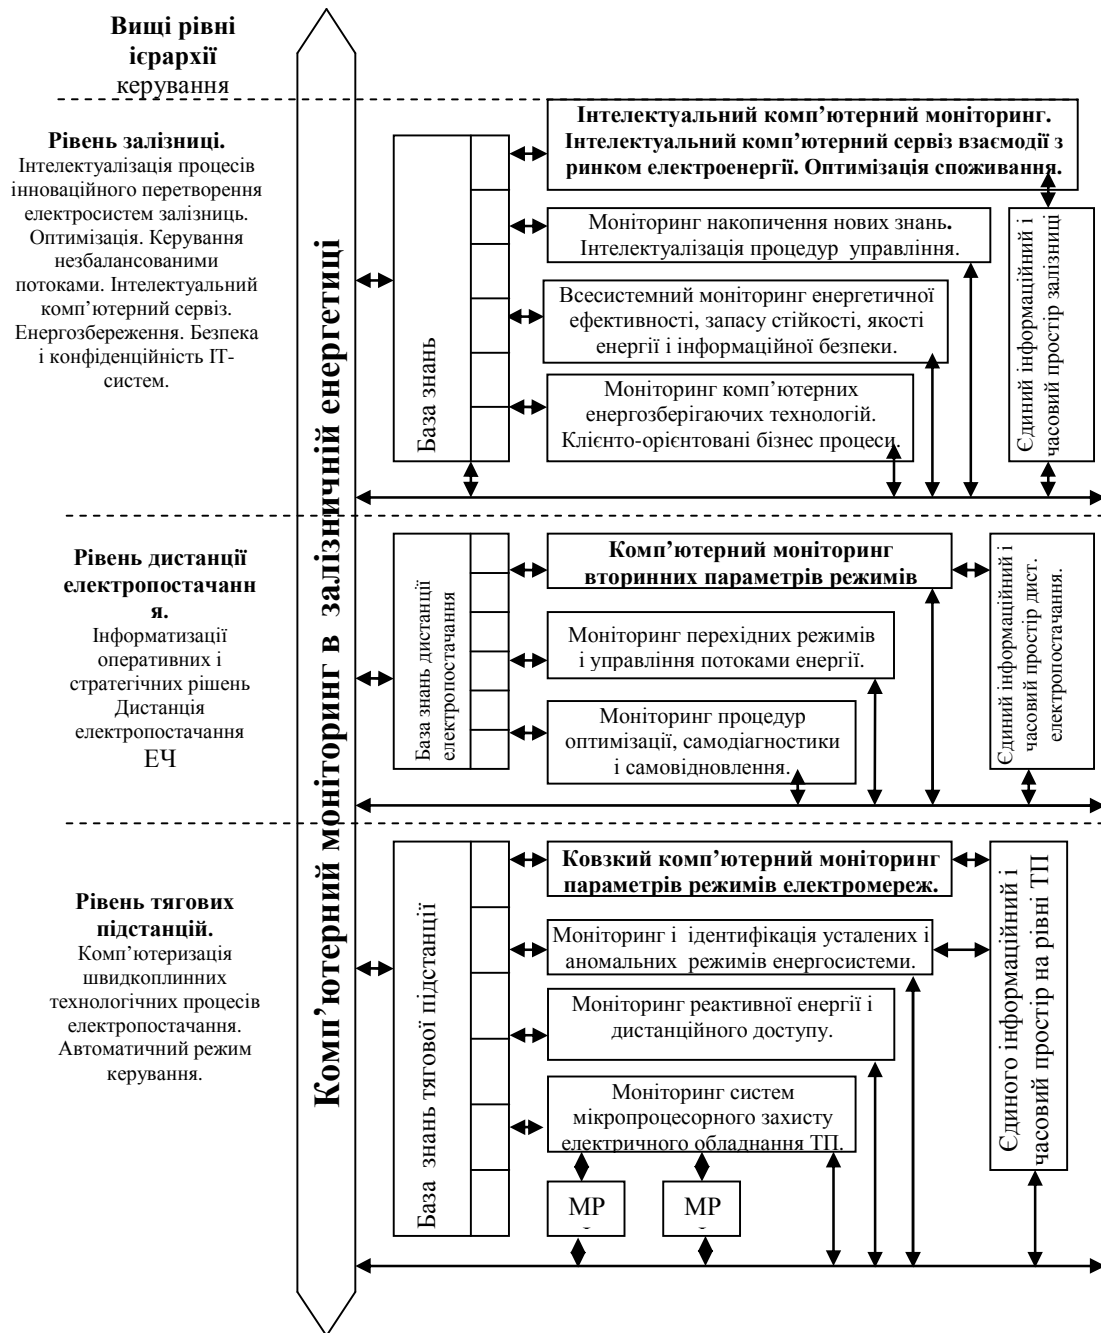 Вищі рівні
ієрархії
керування
Комп’ютерний моніторинг в залізничній енергетиці
Рівень залізниці.
Інтелектуалізація процесів
інноваційного перетворення
електросистем залізниць.
Оптимізація. Керування
незбалансованими
потоками. Інтелектуальний
комп’ютерний сервіз.
Енергозбереження. Безпека
і конфіденційність ІТ-
систем.
База знань
Інтелектуальний комп’ютерний моніторинг.
Інтелектуальний комп’ютерний сервіз взаємодії з
ринком електроенергії. Оптимізація споживання.
Моніторинг накопичення нових знань.
Інтелектуалізація процедур управління.
Всесистемний моніторинг енергетичної
ефективності, запасу стійкості, якості
енергії і інформаційної безпеки.
Моніторинг комп’ютерних
енергозберігаючих технологій.
Клієнто-орієнтовані бізнес процеси.
Єдиний інформаційний і
часовий простір залізниці
Рівень дистанції
електропостачанн
я.
Інформатизації
оперативних і
стратегічних рішень
Дистанція
електропостачання
ЕЧ
База знань дистанції
електропостачання
Комп’ютерний моніторинг
вторинних параметрів режимів
Моніторинг перехідних режимів
і управління потоками енергії.
Моніторинг процедур
оптимізації, самодіагностики
і самовідновлення.
Єдиний інформаційний і
часовий простір дист.
електропостачання.
Рівень тягових
підстанцій.
Комп’ютеризація
швидкоплинних
технологічних процесів
електропостачання.
Автоматичний режим
керування.
База знань тягової підстанції
Ковзкий комп’ютерний моніторинг
параметрів режимів електромереж.
Моніторинг і ідентифікація усталених і
аномальних режимів енергосистеми.
Моніторинг реактивної енергії і
дистанційного доступу.
Моніторинг систем
мікропроцесорного захисту
електричного обладнання ТП.
МР
МР
Єдиного інформаційний і
часовий простір на рівні ТП